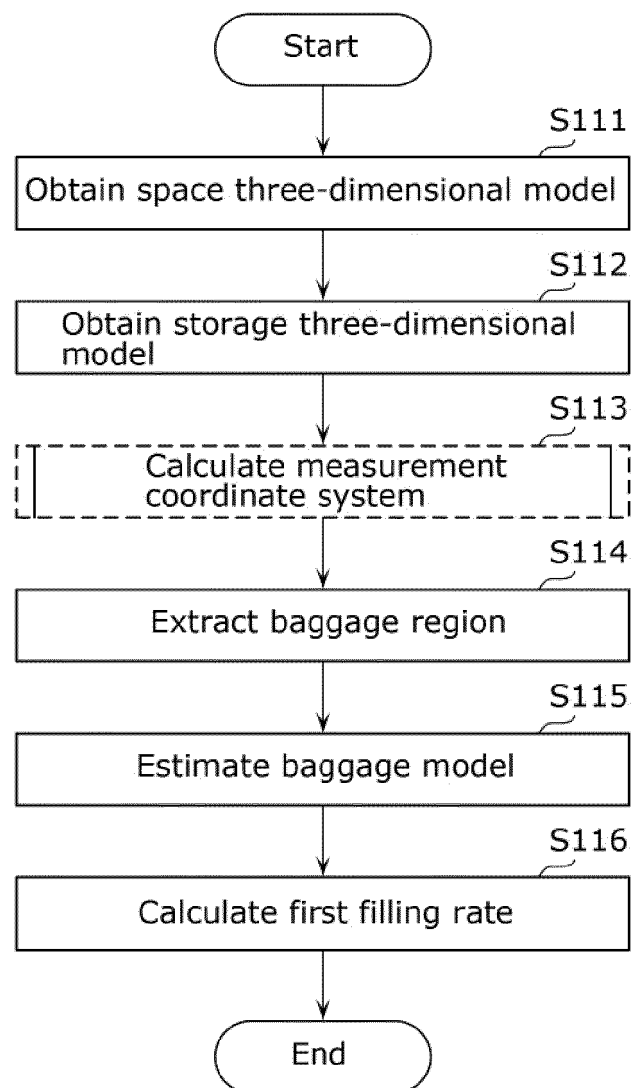 Start
S111
Obtain space three-dimensional model
S112
Obtain storage three-dimensional
model
S113
Calculate measurement
coordinate system
S114
Extract baggage region
S115
Estimate baggage model
S116
Calculate first filling rate
End